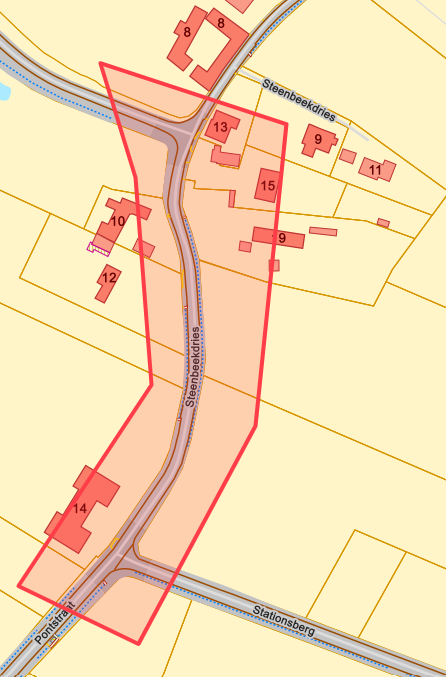 8
8
Steenbeekdries
13
9
11
15
10
9
12
Steenbeekdries
14
Pontstraat
Stationsberg